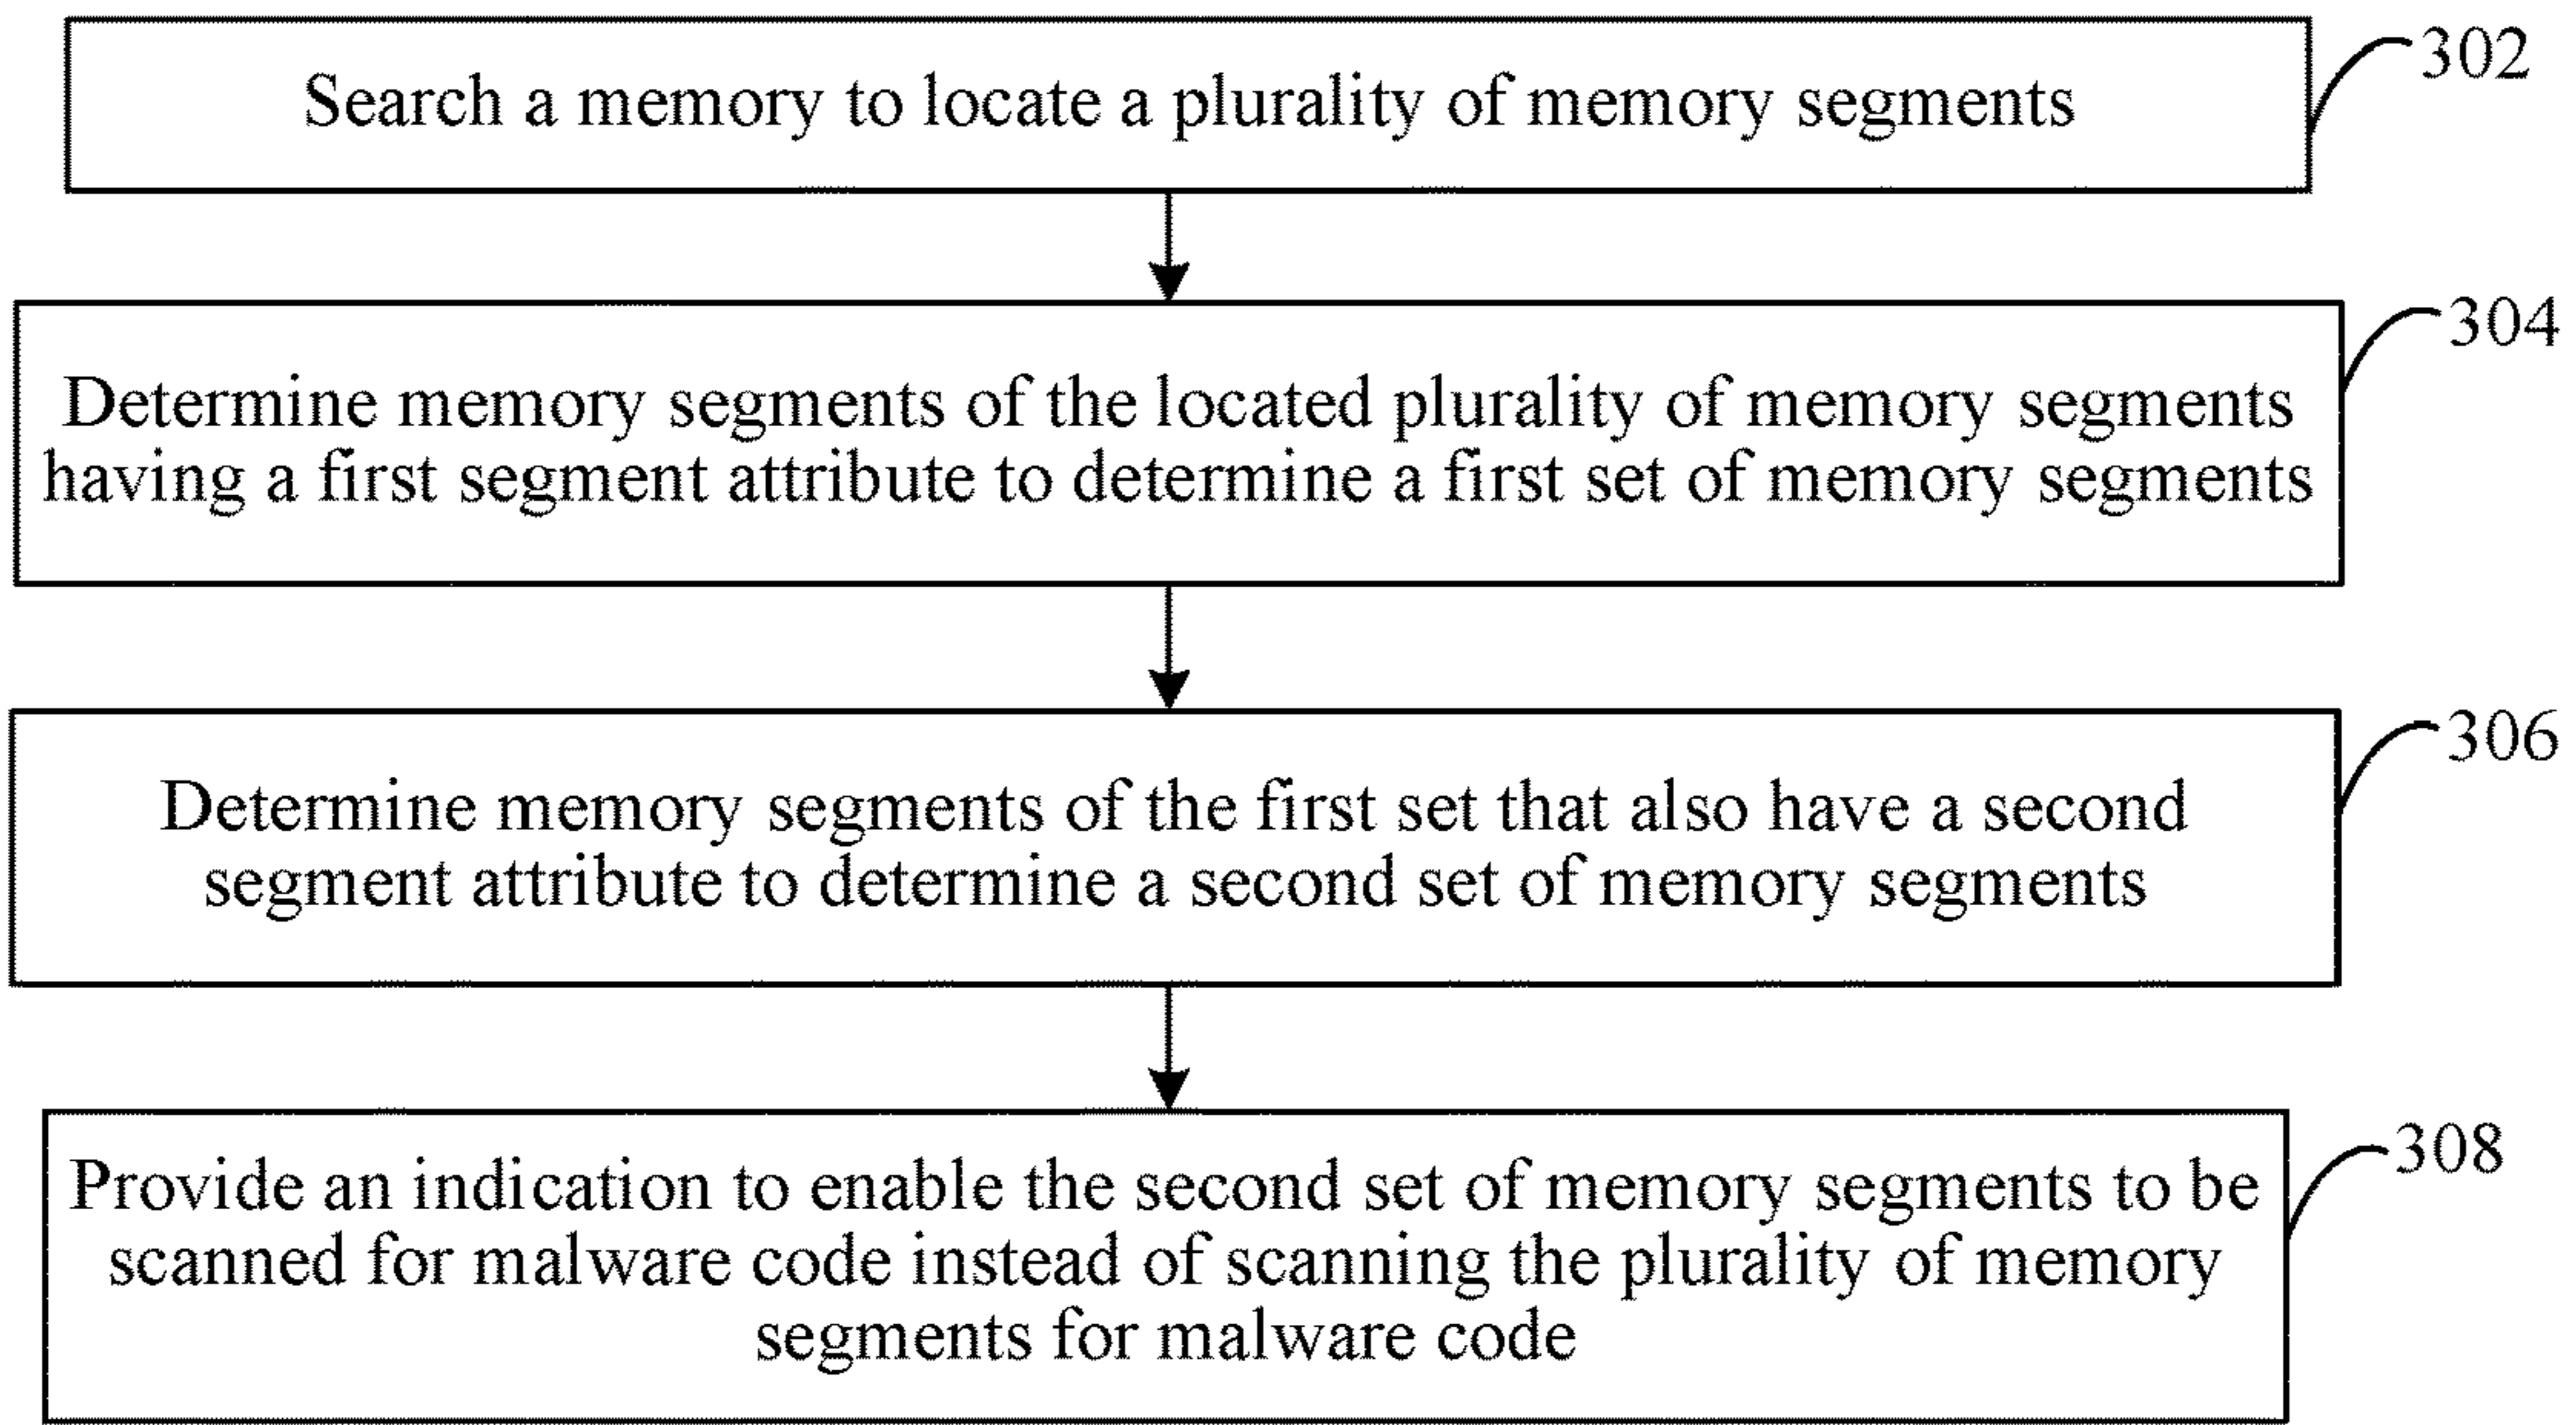 Search a memory to locate a plurality of memory segments
302
Determine memory segments of the located plurality of memory segments
having a first segment attribute to determine a first set of memory segments
304
Determine memory segments of the first set that also have a second
segment attribute to determine a second set of memory segments
306
Provide an indication to enable the second set of memory segments to be
scanned for malware code instead of scanning the plurality of memory
segments for malware code
308